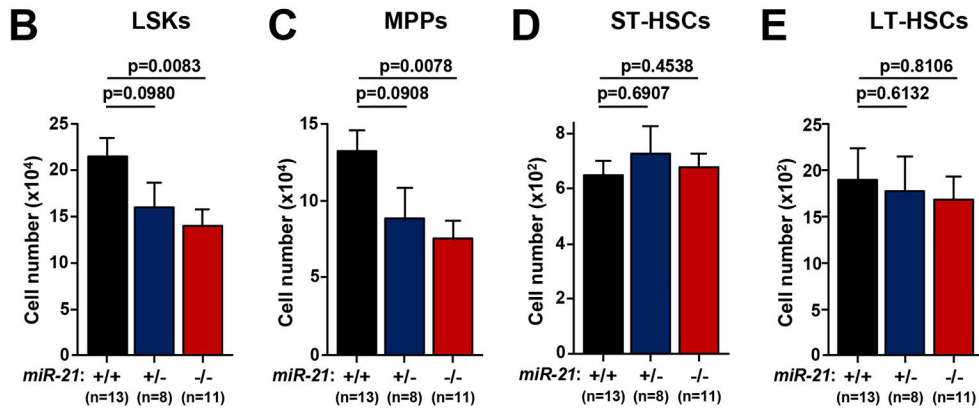 B LSKs
p=0.0083
p=0.0980
Cell number (x10⁴)
25
20
15
10
5
0
miR-21: +/+ +/- -/-
(n=13) (n=8) (n=11)
C MPPs
p=0.0078
p=0.0908
Cell number (x10⁴)
15
10
5
0
miR-21: +/+ +/- -/-
(n=13) (n=8) (n=11)
D ST-HSCs
p=0.4538
p=0.6907
Cell number (x10²)
8
6
4
2
0
miR-21: +/+ +/- -/-
(n=13) (n=8) (n=11)
E LT-HSCs
p=0.8106
p=0.6132
Cell number (x10²)
25
20
15
10
5
0
miR-21: +/+ +/- -/-
(n=13) (n=8) (n=11)